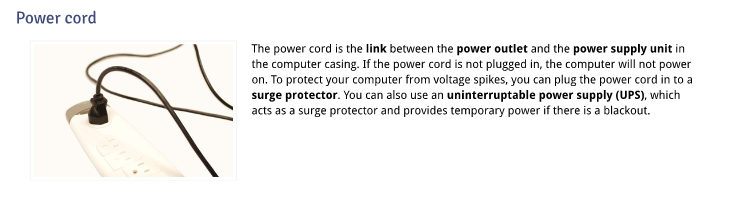 Power cord
The power cord is the link between the power outlet and the power supply unit in
the computer casing. If the power cord is not plugged in, the computer will not power
on. To protect your computer from voltage spikes, you can plug the power cord in to a
surge protector. You can also use an uninterruptable power supply (UPS), which
acts as a surge protector and provides temporary power if there is a blackout.